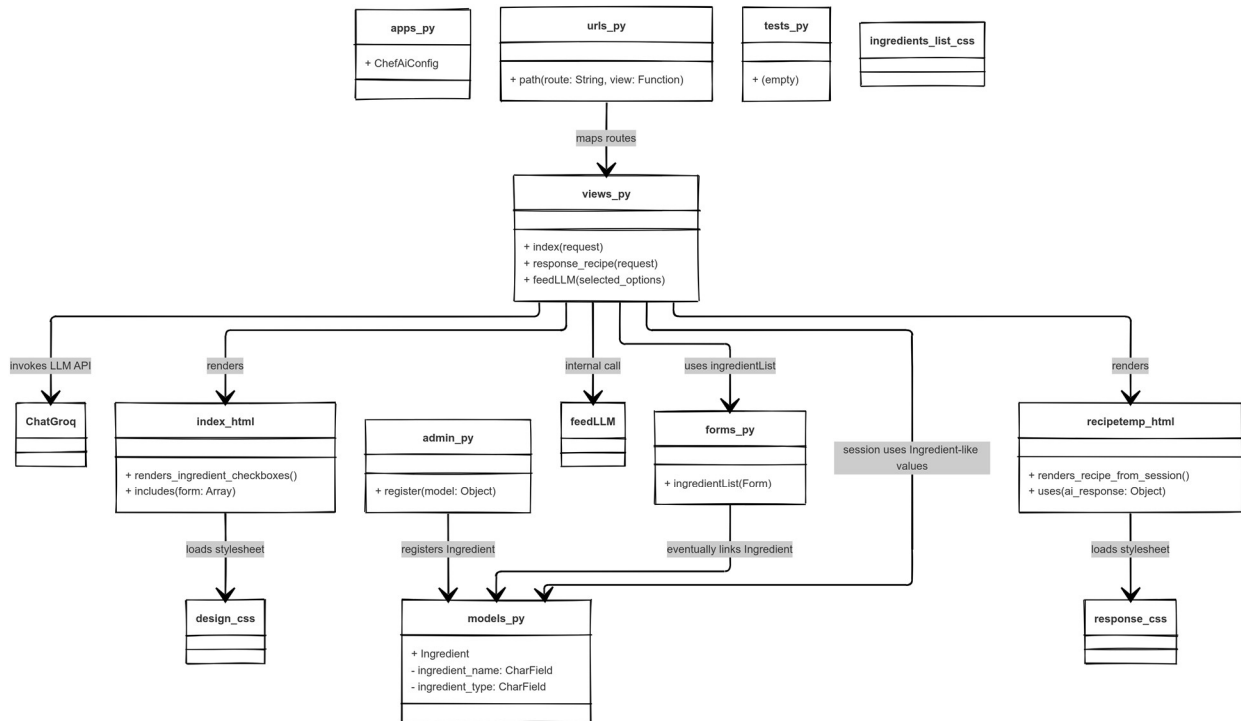 apps_py
+ ChefAiConfig
urls_py
+ path(route: String, view: Function)
tests_py
+ (empty)
ingredients_list_css
maps routes
views_py
+ index(request)
+ response_recipe(request)
+ feedLLM(selected_options)
invokes LLM API
renders
internal call
uses ingredientList
renders
ChatGroq
index_html
+ renders_ingredient_checkboxes()
+ includes(form: Array)
admin_py
+ register(model: Object)
feedLLM
forms_py
+ ingredientList(Form)
session uses Ingredient-like
values
recipetemp_html
+ renders_recipe_from_session()
+ uses(ai_response: Object)
loads stylesheet
registers Ingredient
eventually links Ingredient
loads stylesheet
design_css
models_py
+ Ingredient
- ingredient_name: CharField
- ingredient_type: CharField
response_css